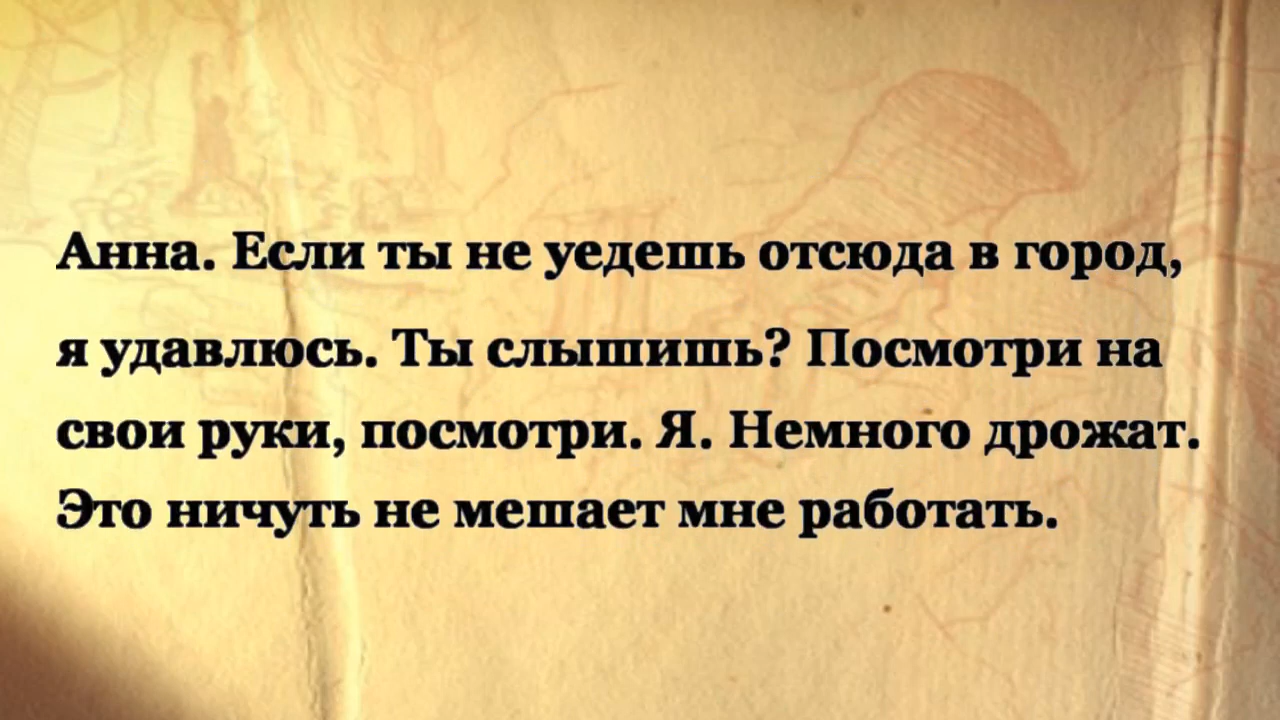 Анна. Если ты не уедешь отсюда в город,
я удавлюсь. Ты слышишь? Посмотри на
свои руки, посмотри. Я. Немного дрожат.
Это ничуть не мешает мне работать.